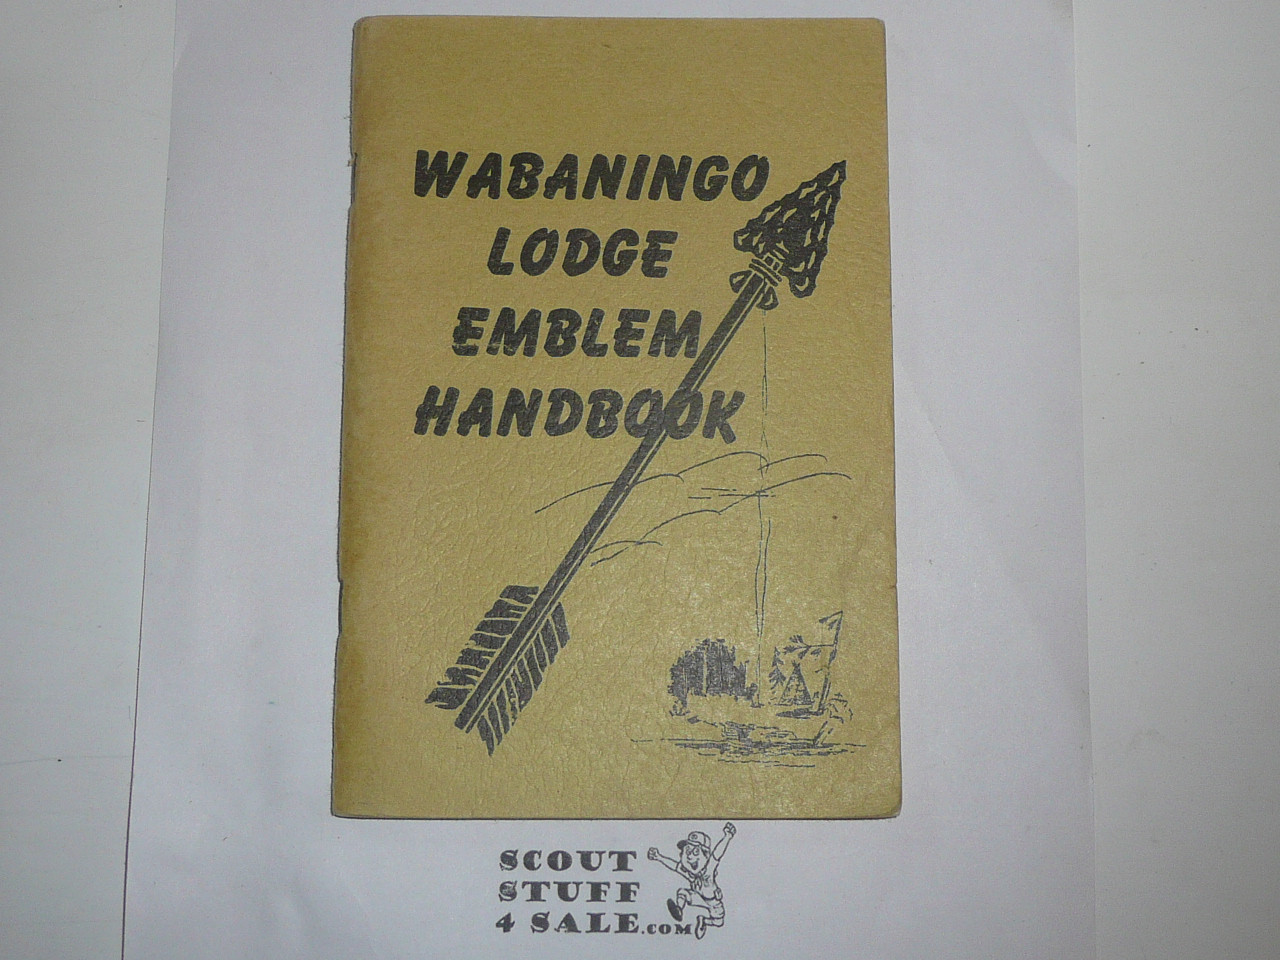 WABANINGO
LODGE
EMBLEM
HANDBOOK
SCOUT
STUFF
4 SALE.COM